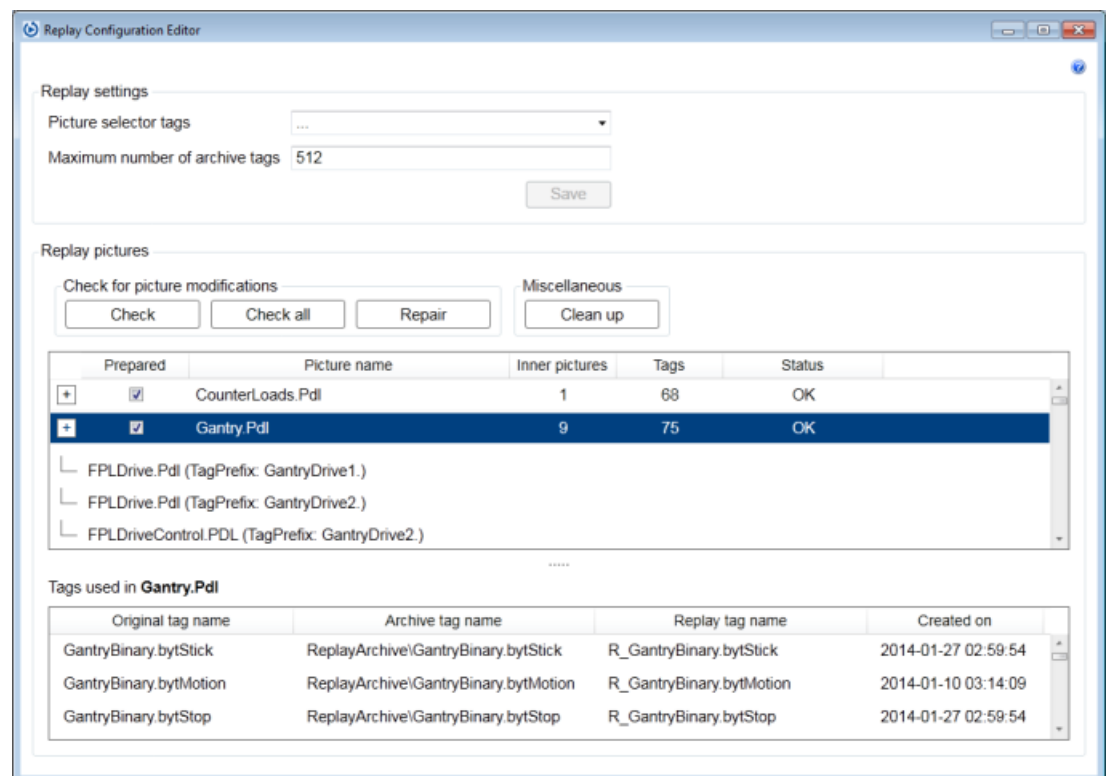 Replay Configuration Editor
Replay settings
Picture selector tags ...
Maximum number of archive tags 512
Save
Replay pictures
Check for picture modifications Miscellaneous
Check Check all Repair Clean up
Prepared Picture name Inner pictures Tags Status
+ CounterLoads.Pdl 1 68 OK
+ Gantry.Pdl 9 75 OK
FPLDrive.Pdl (TagPrefix: GantryDrive1.)
FPLDrive.Pdl (TagPrefix: GantryDrive2.)
FPLDriveControl.PDL (TagPrefix: GantryDrive2.)
.....
Tags used in Gantry.Pdl
Original tag name Archive tag name Replay tag name Created on
GantryBinary.bytStick ReplayArchive\GantryBinary.bytStick R_GantryBinary.bytStick 2014-01-27 02:59:54
GantryBinary.bytMotion ReplayArchive\GantryBinary.bytMotion R_GantryBinary.bytMotion 2014-01-10 03:14:09
GantryBinary.bytStop ReplayArchive\GantryBinary.bytStop R_GantryBinary.bytStop 2014-01-27 02:59:54